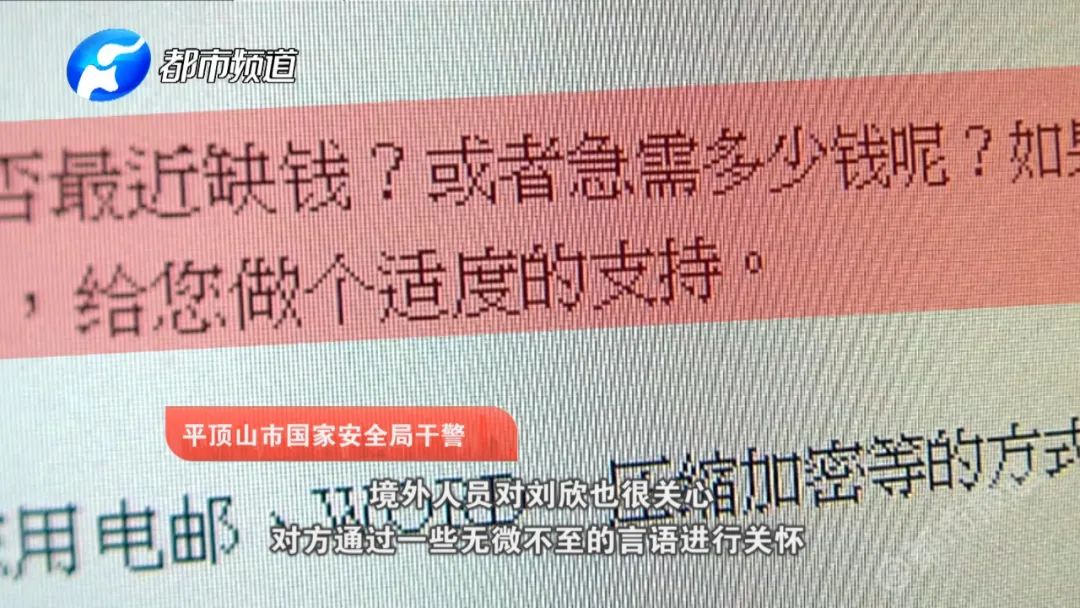 都市频道
否最近缺钱？或者急需多少钱呢？如果
，给您做个适度的支持。
平顶山市国家安全局干警
用电邮、WORD 压缩加密等的方式
境外人员对刘欣也很关心
对方通过一些无微不至的言语进行关怀